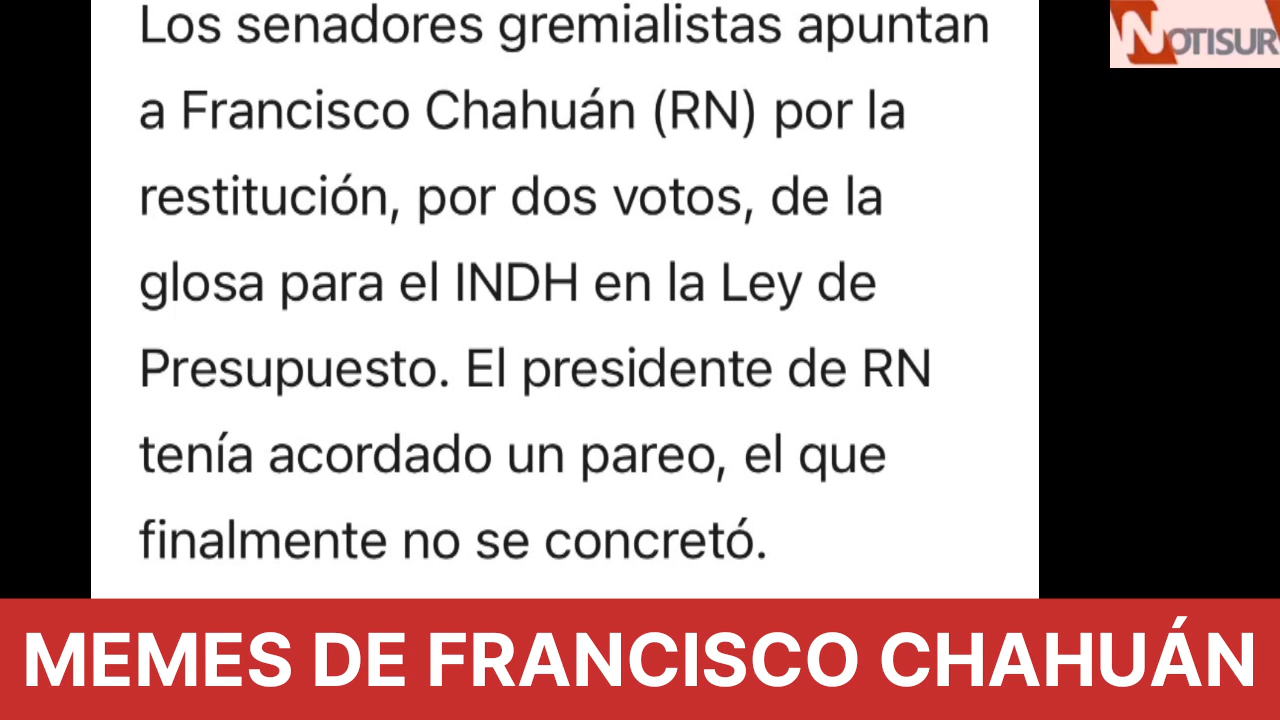 Los senadores gremialistas apuntan
NOTISUR
a Francisco Chahuán (RN) por la
restitución, por dos votos, de la
glosa para el INDH en la Ley de
Presupuesto. El presidente de RN
tenía acordado un pareo, el que
finalmente no se concretó.
MEMES DE FRANCISCO CHAHUÁN